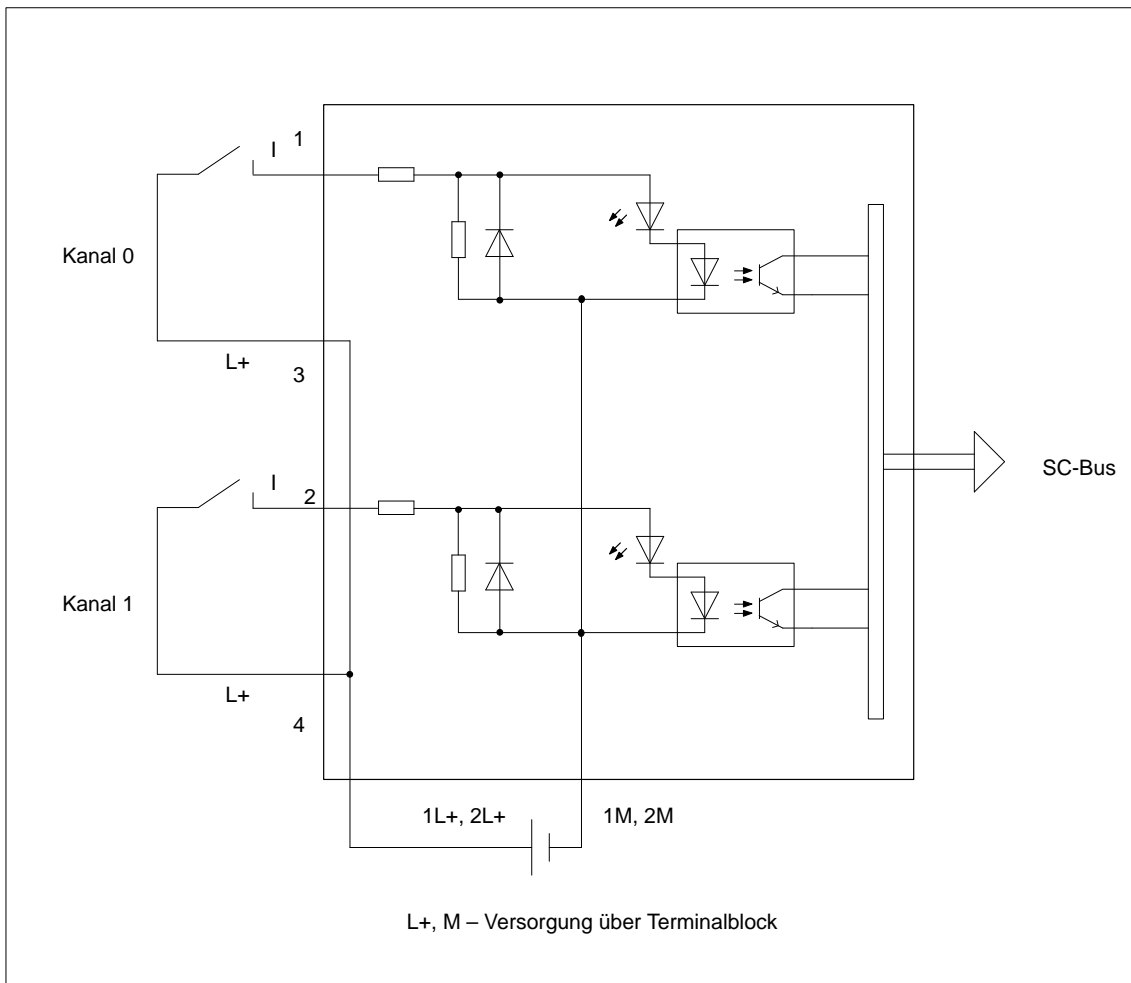 I
1
Kanal 0
L+
3
I
2
SC-Bus
Kanal 1
L+
4
1L+, 2L+
1M, 2M
L+, M – Versorgung über Terminalblock